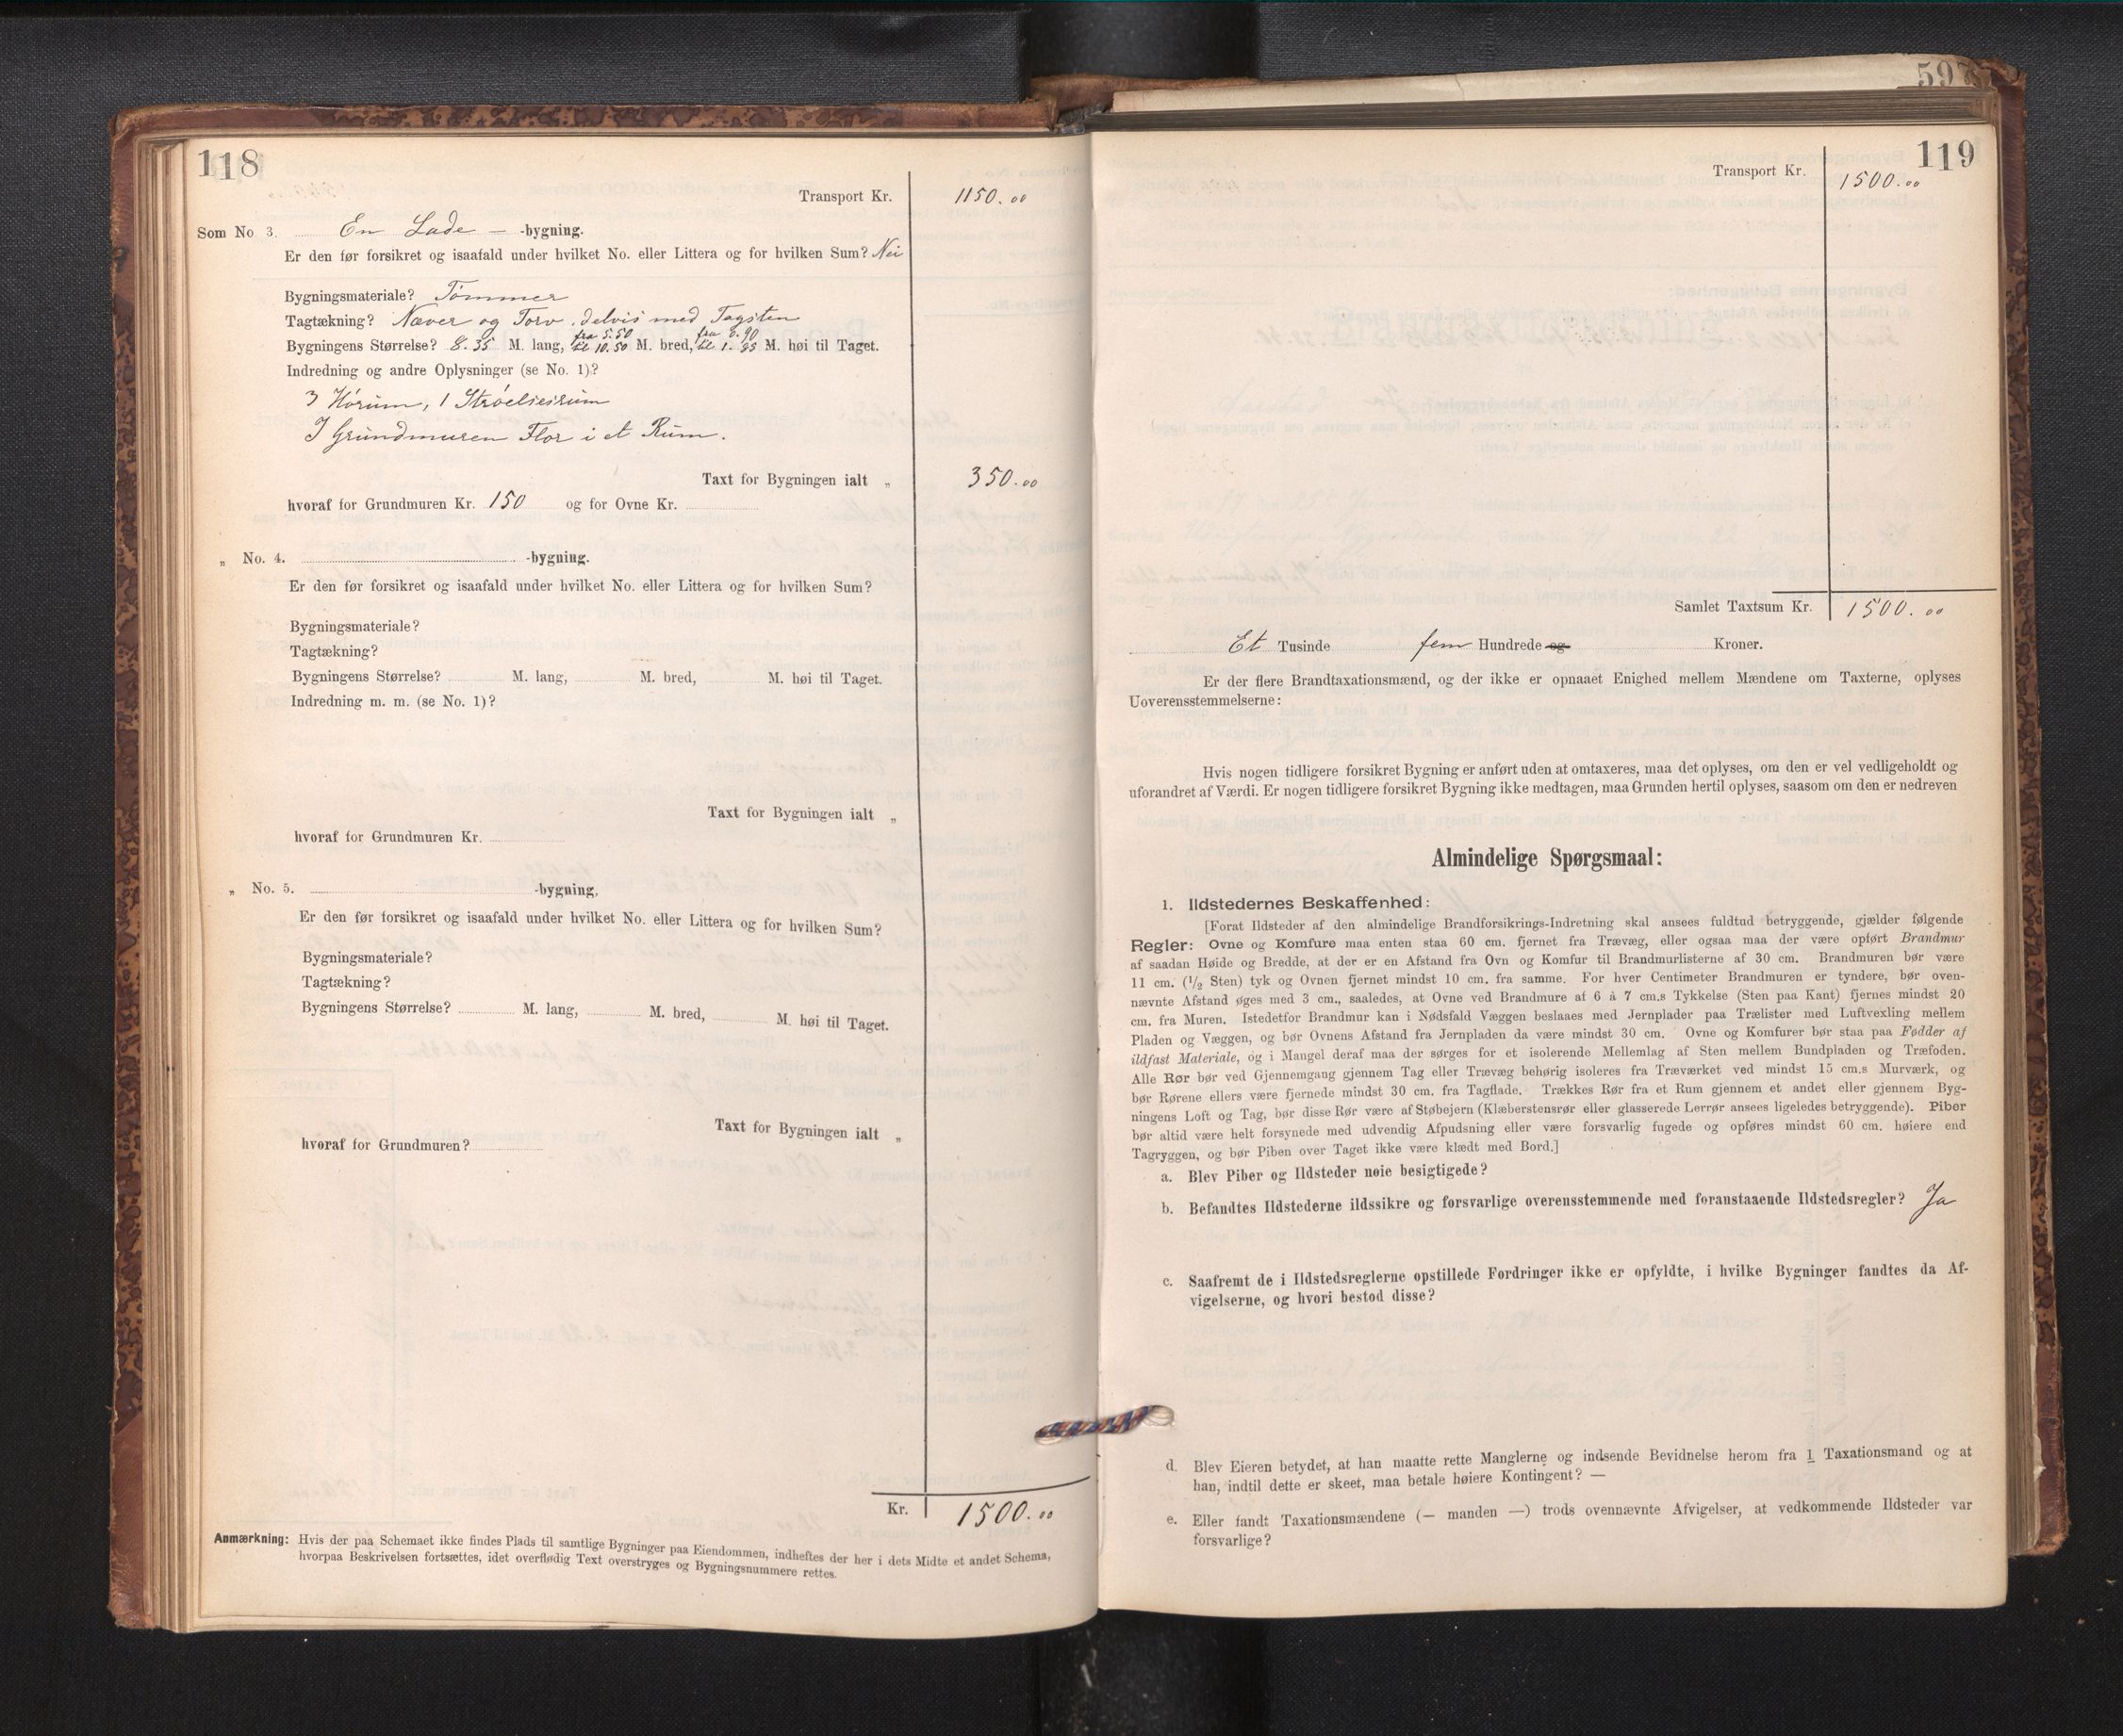 118
Transport Kr. 1150.00
Som No 3. En Lade — -bygning.
Er den før forsikret og isaafald under hvilket No. eller Littera og for hvilken Sum? Nei
Bygningsmateriale? Tömmer
Tagtækning? Næver og Torv, delvis med Tagsten
Bygningens Størrelse? 8.35 M. lang, fra 5.50 til 10.50 M. bred, fra M. høi til Taget.
Indredning og andre Oplysninger (se No. 1)?
3 Hórum, 1 Ströelsesrum
I Grundmuren Flor i et Rum.
Taxt for Bygningen ialt „ 350.00
hvoraf for Grundmuren Kr. 150 og for Ovne Kr.
„ No. 4. -bygning.
Er den før forsikret og isaafald under hvilket No. eller Littera og for hvilken Sum?
Bygningsmateriale?
Tagtækning?
Bygningens Størrelse? M. lang, M. bred, M. høi til Taget.
Indredning m. m. (se No. 1)?
Taxt for Bygningen ialt „
hvoraf for Grundmuren Kr.
„ No. 5. -bygning.
Er den før forsikret og isaafald under hvilket No. eller Littera og for hvilken Sum?
Bygningsmateriale?
Tagtækning?
Bygningens Størrelse? M. lang, M. bred, M. høi til Taget.
Taxt for Bygningen ialt „
hvoraf for Grundmuren?
Kr. 1500.00
Anmærkning: Hvis der paa Schemaet ikke findes Plads til samtlige Bygninger paa Eiendommen, indheftes der her i dets Midte et andet Schema,
hvorpaa Beskrivelsen fortsættes, idet overflødig Text overstryges og Bygningsnummere rettes.
597
119
Transport Kr. 1500.00
Samlet Taxtsum Kr. 1500.00
Et Tusinde fem Hundrede og Kroner.
Er der flere Brandtaxationsmænd, og der ikke er opnaaet Enighed mellem Mændene om Taxterne, oplyses
Uoverensstemmelserne:
Hvis nogen tidligere forsikret Bygning er anført uden at omtaxeres, maa det oplyses, om den er vel vedligeholdt og
uforandret af Værdi. Er nogen tidligere forsikret Bygning ikke medtagen, maa Grunden hertil oplyses, saasom om den er nedreven
Almindelige Spørgsmaal:
1. Ildstedernes Beskaffenhed:
[Forat Ildsteder af den almindelige Brandforsikrings-Indretning skal ansees fuldtud betryggende, gjælder følgende
Regler: Ovne og Komfure maa enten staa 60 cm. fjernet fra Trævæg, eller ogsaa maa der være opført Brandmur
af saadan Høide og Bredde, at der er en Afstand fra Ovn og Komfur til Brandmurlisterne af 30 cm. Brandmuren bør være
11 cm. (1/2 Sten) tyk og Ovnen fjernet mindst 10 cm. fra samme. For hver Centimeter Brandmuren er tyndere, bør oven-
nævnte Afstand øges med 3 cm., saaledes, at Ovne ved Brandmure af 6 à 7 cm.s Tykkelse (Sten paa Kant) fjernes mindst 20
cm. fra Muren. Istedetfor Brandmur kan i Nødsfald Væggen beslaaes med Jernplader paa Trælister med Luftvexling mellem
Pladen og Væggen, og bør Ovnens Afstand fra Jernpladen da være mindst 30 cm. Ovne og Komfurer bør staa paa Fødder af
ildfast Materiale, og i Mangel deraf maa der sørges for et isolerende Mellemlag af Sten mellem Bundpladen og Træfoden.
Alle Rør bør ved Gjennemgang gjennem Tag eller Trævæg behørig isoleres fra Træværket ved mindst 15 cm.s Murværk, og
bør Rørene ellers være fjernede mindst 30 cm. fra Tagflade. Trækkes Rør fra et Rum gjennem et andet eller gjennem Byg-
ningens Loft og Tag, bør disse Rør være af Støbejern (Klæberstensrør eller glasserede Lerrør ansees ligeledes betryggende). Piber
bør altid være helt forsynede med udvendig Afpudsning eller være forsvarlig fugede og opføres mindst 60 cm. høiere end
Tagryggen, og bør Piben over Taget ikke være klædt med Bord.]
a. Blev Piber og Ildsteder nøie besigtigede?
b. Befandtes Ildstederne ildssikre og forsvarlige overensstemmende med foranstaaende Ildstedsregler? Ja
c. Saafremt de i Ildstedsreglerne opstillede Fordringer ikke er opfyldte, i hvilke Bygninger fandtes da Af-
vigelserne, og hvori bestod disse?
d. Blev Eieren betydet, at han maatte rette Manglerne og indsende Bevidnelse herom fra 1 Taxationsmand og at
han, indtil dette er skeet, maa betale høiere Kontingent? —
e. Eller fandt Taxationsmændene (— manden —) trods ovennævnte Afvigelser, at vedkommende Ildsteder var
forsvarlige?